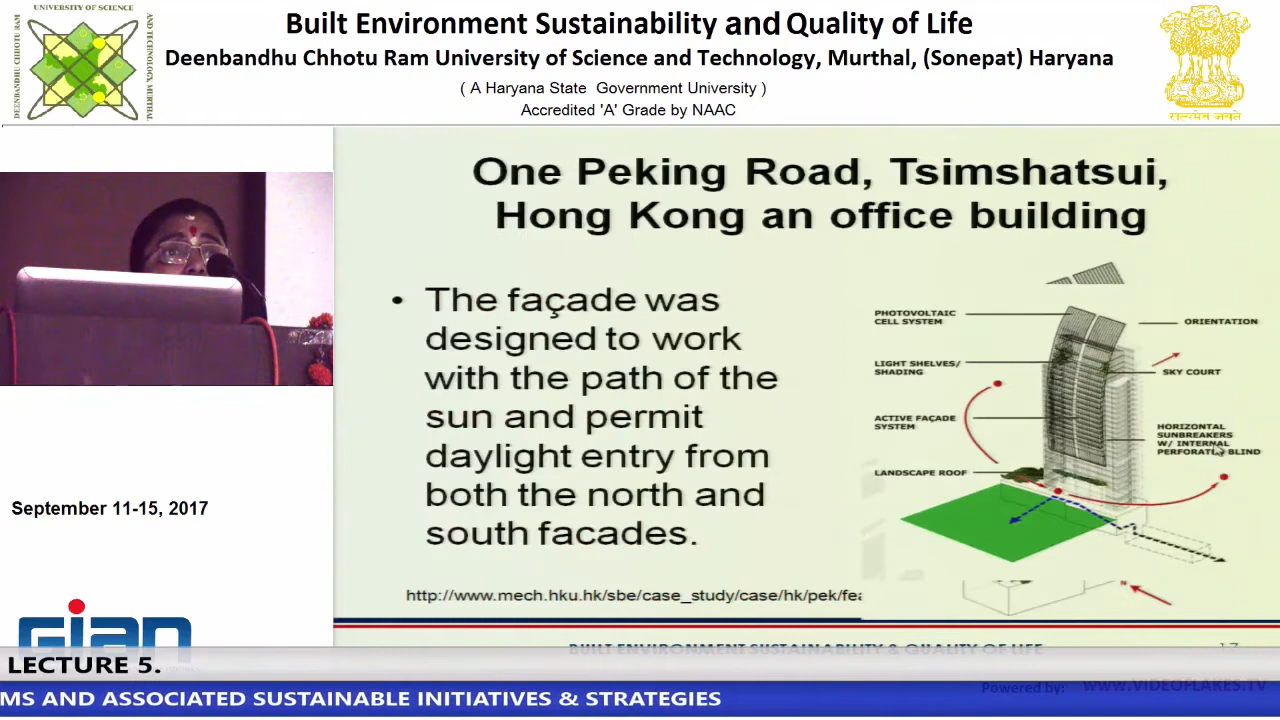 UNIVERSITY OF SCIENCE
DEENBANDHU CHHOTU RAM
AND TECHNOLOGY, MURTHAL
Built Environment Sustainability and Quality of Life
Deenbandhu Chhotu Ram University of Science and Technology, Murthal, (Sonepat) Haryana
( A Haryana State Government University )
Accredited 'A' Grade by NAAC
सत्यमेव जयते
One Peking Road, Tsimshatsui,
Hong Kong an office building
• The façade was
designed to work
with the path of the
sun and permit
daylight entry from
both the north and
south facades.
PHOTOVOLTAIC
CELL SYSTEM
ORIENTATION
LIGHT SHELVES/
SHADING
SKY COURT
ACTIVE FAÇADE
SYSTEM
HORIZONTAL
SUNBREAKERS
W/ INTERNAL
PERFORATED BLIND
LANDSCAPE ROOF
N
http://www.mech.hku.hk/sbe/case_study/case/hk/pek/fea
September 11-15, 2017
GIAN
BUILT ENVIRONMENT SUSTAINABILITY & QUALITY OF LIFE
17
LECTURE 5.
MS AND ASSOCIATED SUSTAINABLE INITIATIVES & STRATEGIES
Powered by: WWW.VIDEOFLAKES.TV